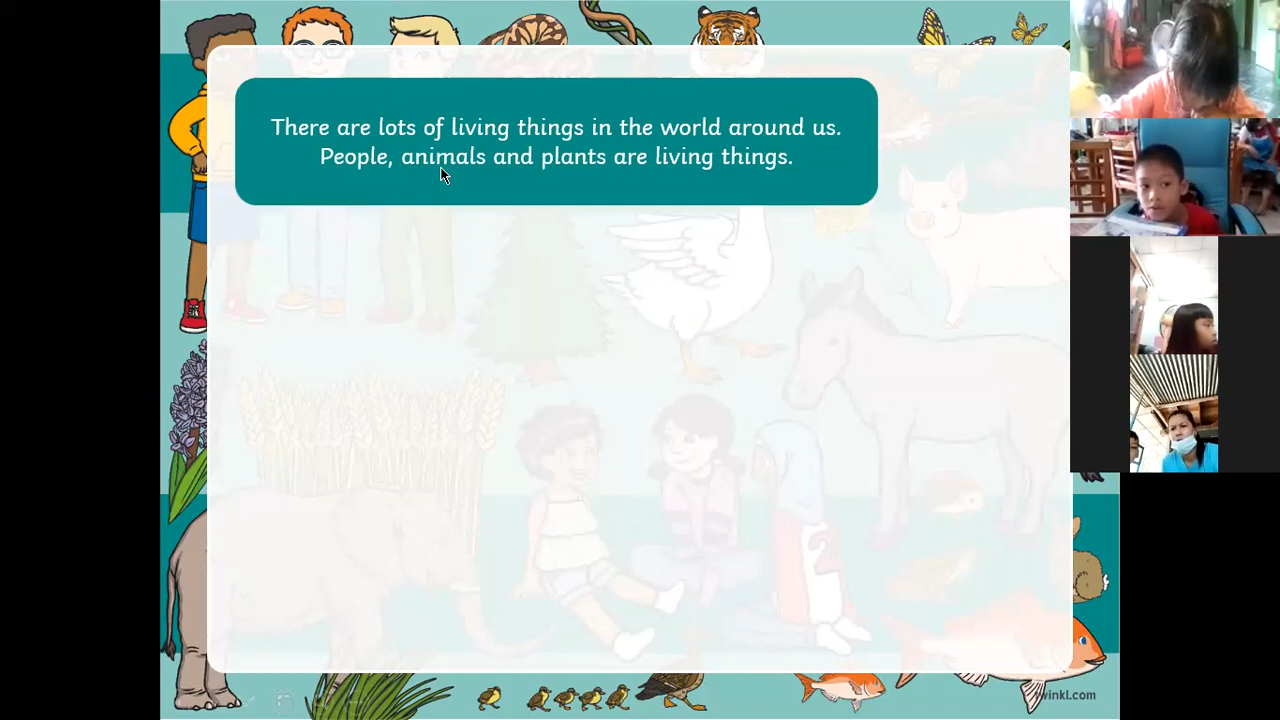 There are lots of living things in the world around us.
People, animals and plants are living things.
2
twinkl.com